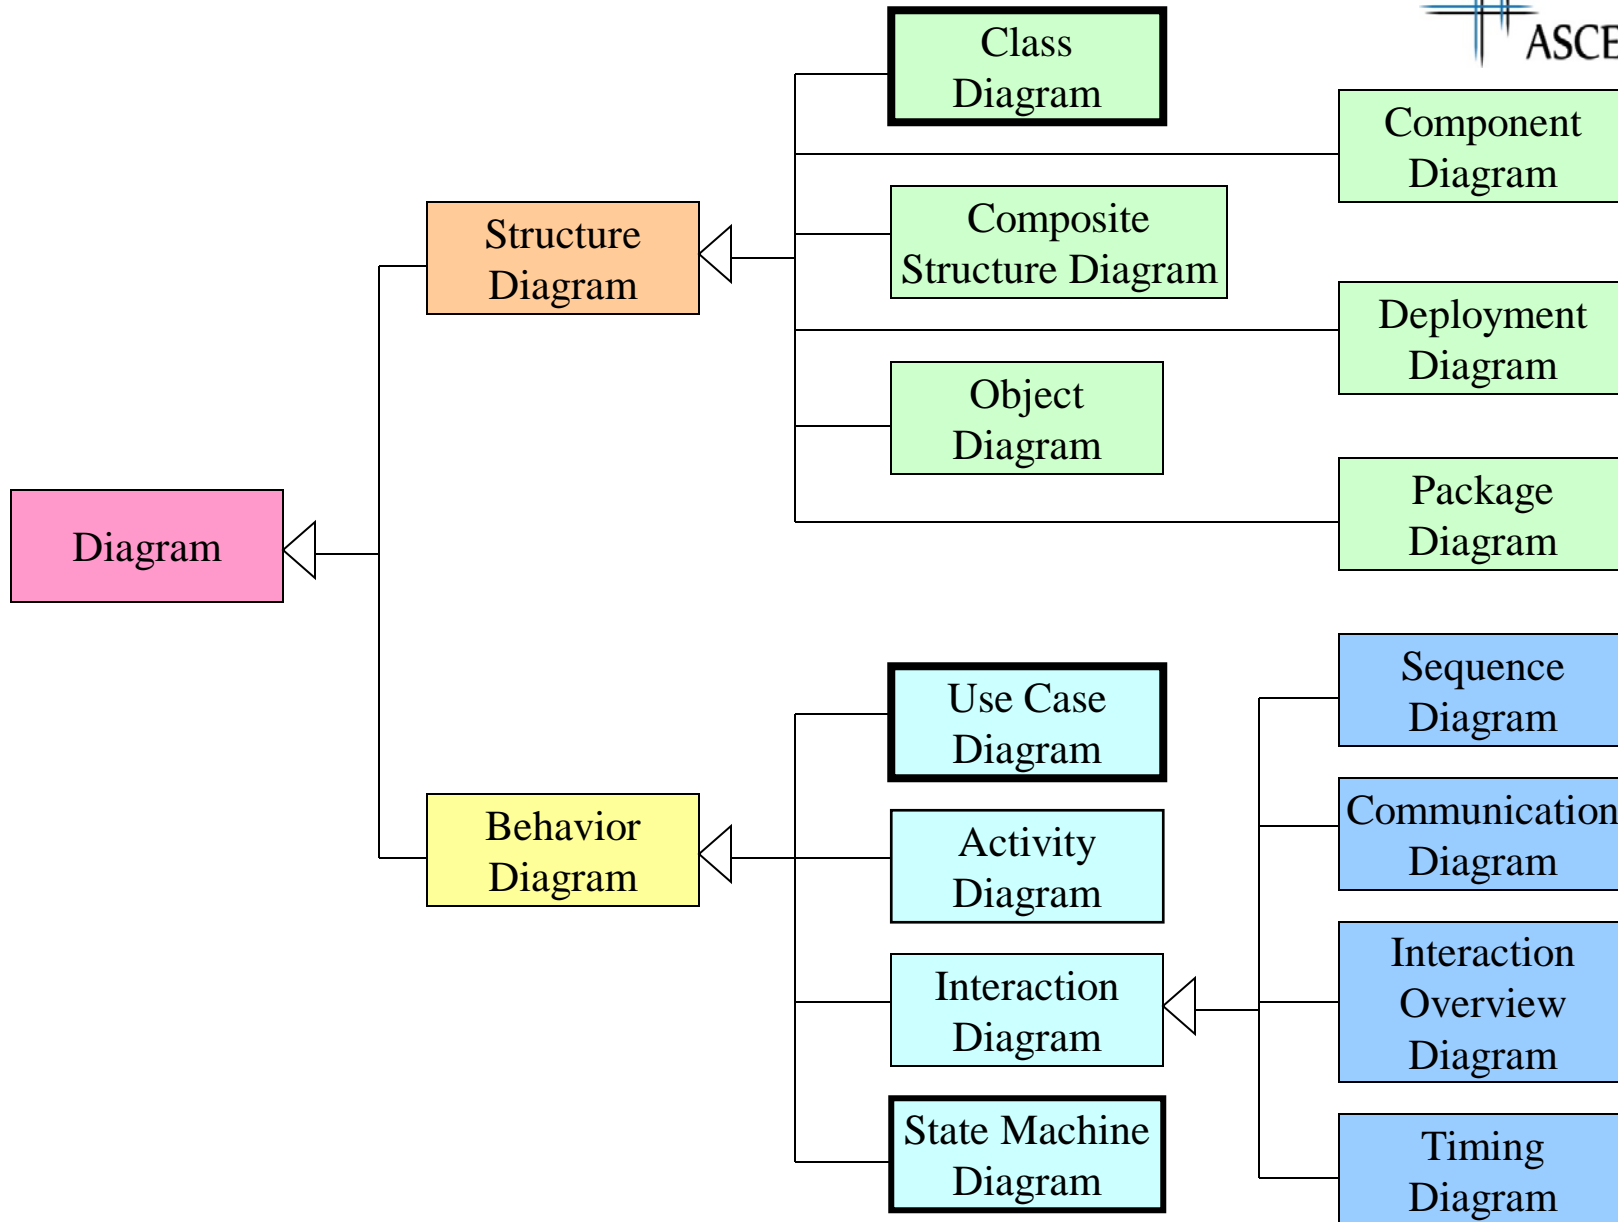 ASCE
Class
Diagram
Component
Diagram
Structure
Diagram
Composite
Structure Diagram
Deployment
Diagram
Object
Diagram
Package
Diagram
Diagram
Sequence
Diagram
Use Case
Diagram
Communication
Diagram
Behavior
Diagram
Activity
Diagram
Interaction
Overview
Diagram
Interaction
Diagram
State Machine
Diagram
Timing
Diagram